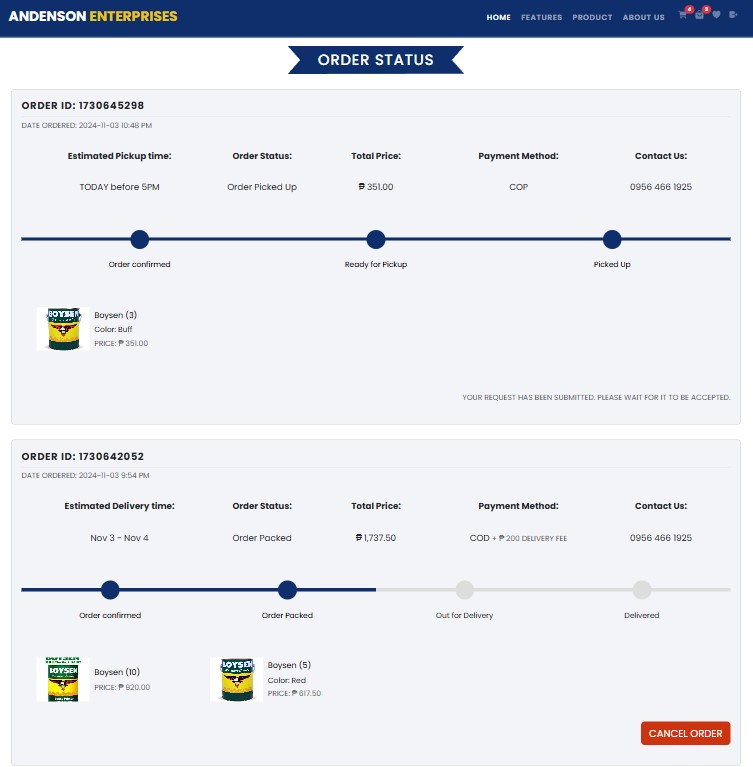 ANDENSON ENTERPRISES
HOME FEATURES PRODUCT ABOUT US 4 3
ORDER STATUS
ORDER ID: 1730645298
DATE ORDERED: 2024-11-03 10:48 PM
Estimated Pickup time: Order Status: Total Price: Payment Method: Contact Us:
TODAY before 5PM Order Picked Up ₱ 351.00 COP 0956 466 1925
Order confirmed Ready for Pickup Picked Up
BOYSEN
Boysen (3)
Color: Buff
PRICE: ₱ 351.00
YOUR REQUEST HAS BEEN SUBMITTED. PLEASE WAIT FOR IT TO BE ACCEPTED.
ORDER ID: 1730642052
DATE ORDERED: 2024-11-03 9:54 PM
Estimated Delivery time: Order Status: Total Price: Payment Method: Contact Us:
Nov 3 - Nov 4 Order Packed ₱ 1,737.50 COD + ₱ 200 DELIVERY FEE 0956 466 1925
Order confirmed Order Packed Out for Delivery Delivered
BOYSEN
Boysen (10)
PRICE: ₱ 920.00
BOYSEN
Boysen (5)
Color: Red
PRICE: ₱ 617.50
CANCEL ORDER